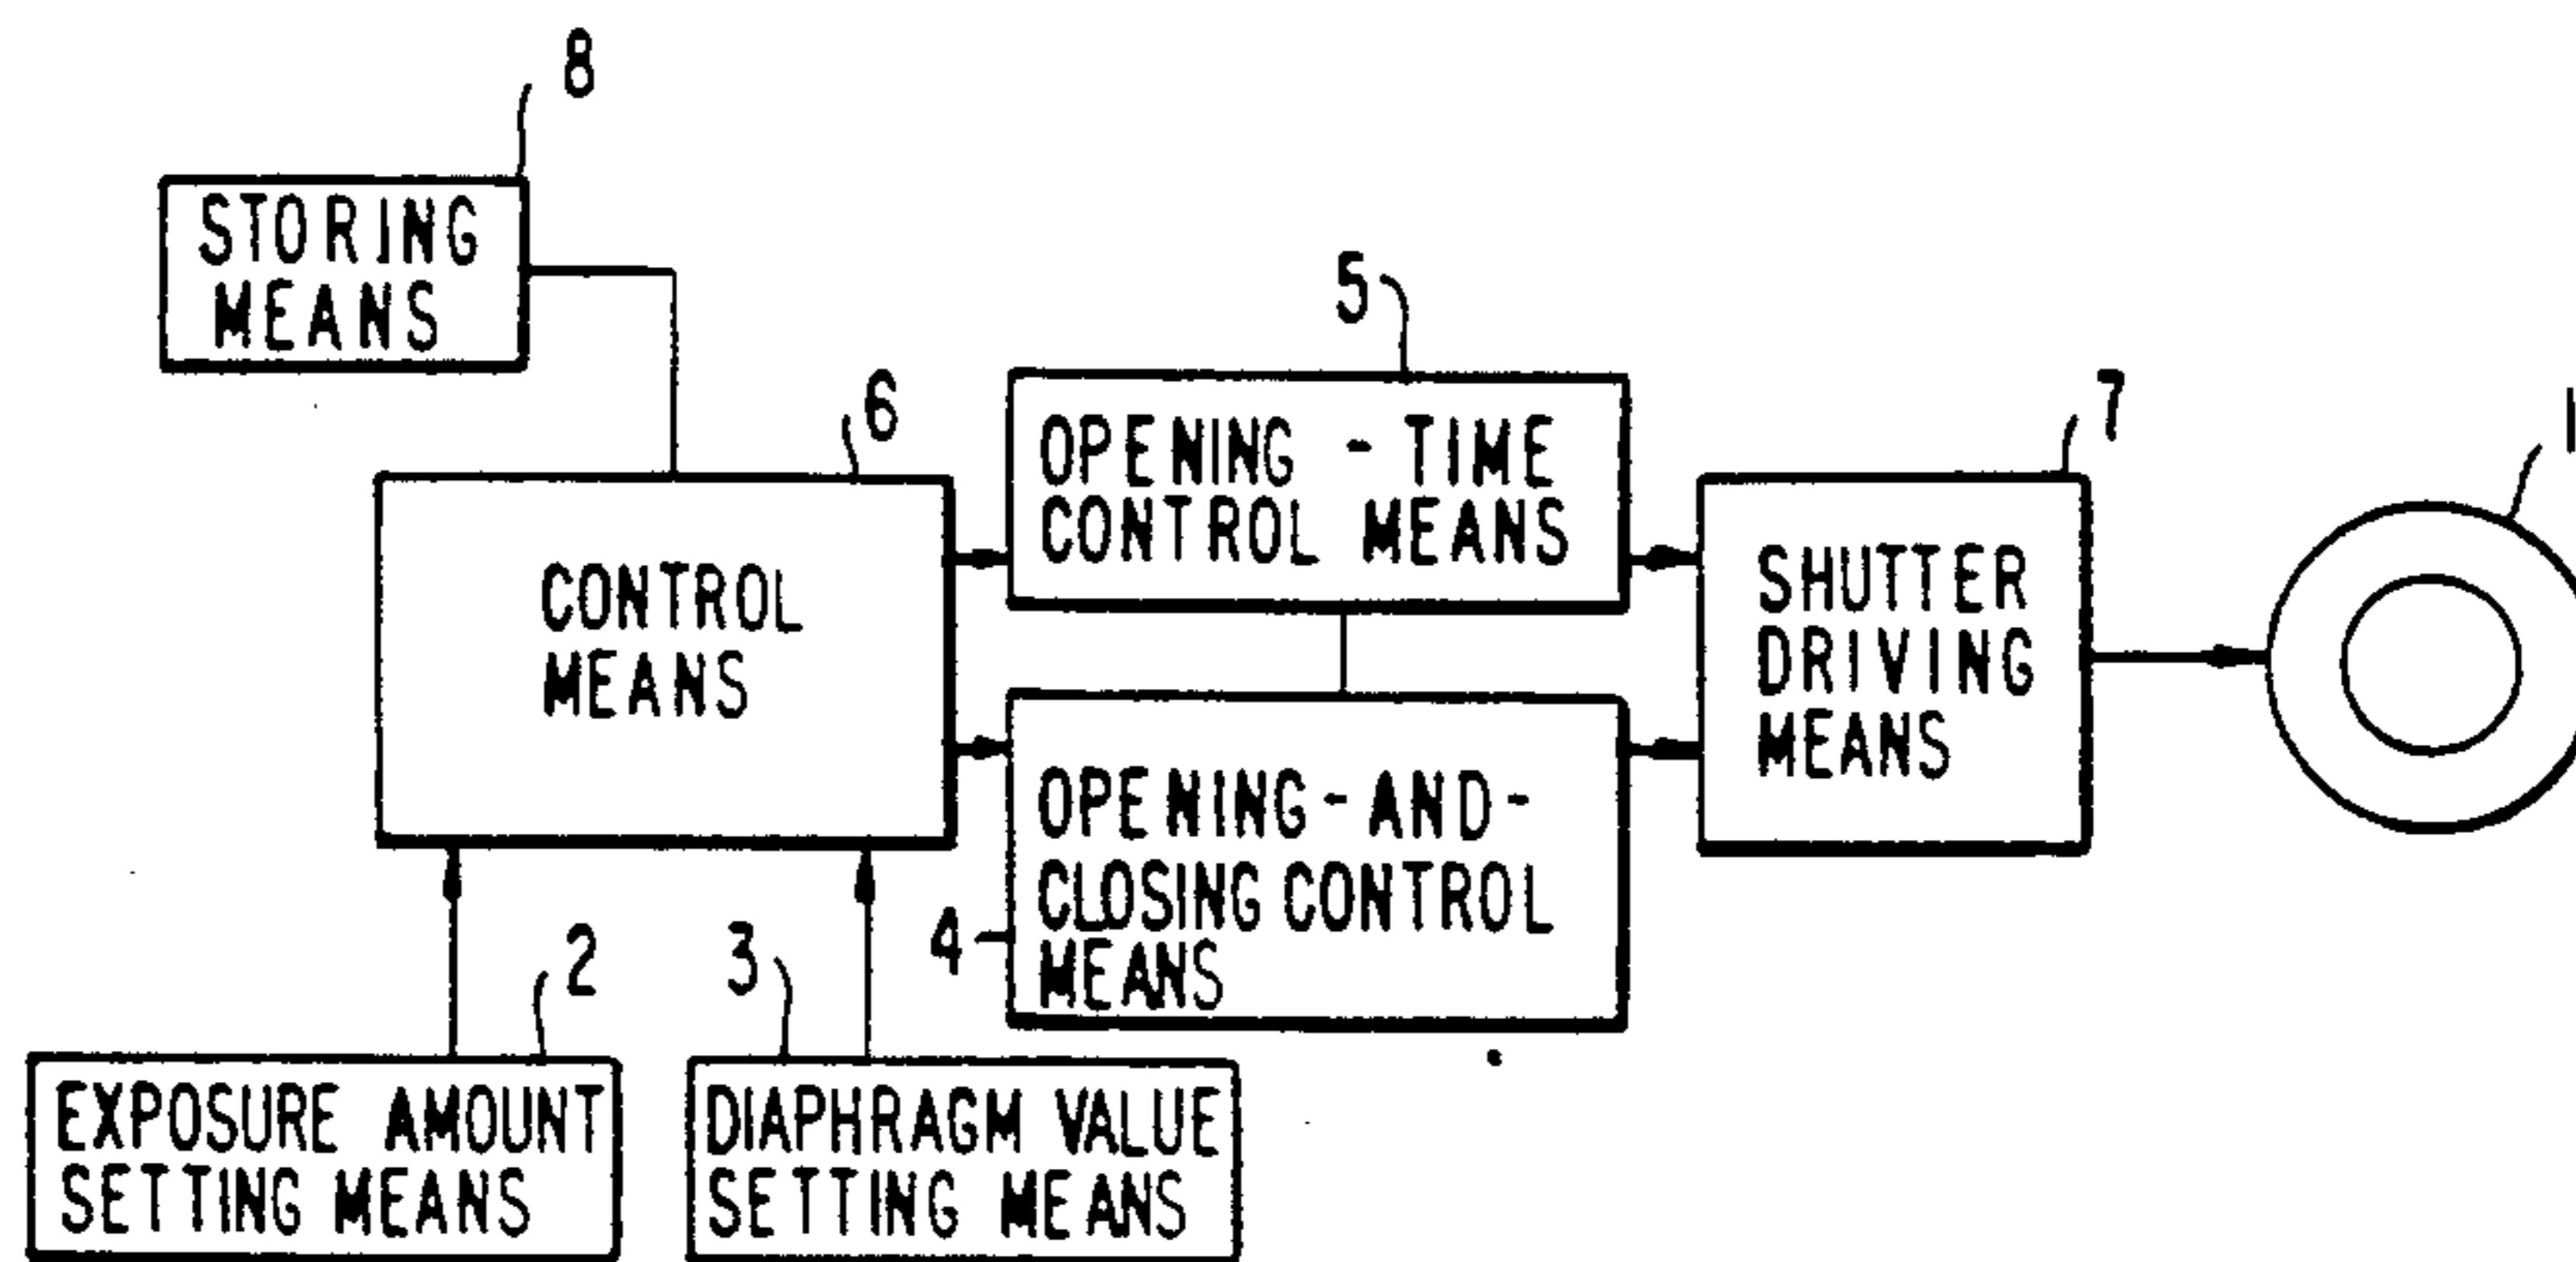 8
STORING
MEANS
5
6
OPENING - TIME
CONTROL MEANS
7
1
CONTROL
MEANS
SHUTTER
DRIVING
MEANS
OPENING-AND-
CLOSING CONTROL
MEANS
4
2
3
EXPOSURE AMOUNT
SETTING MEANS
DIAPHRAGM VALUE
SETTING MEANS